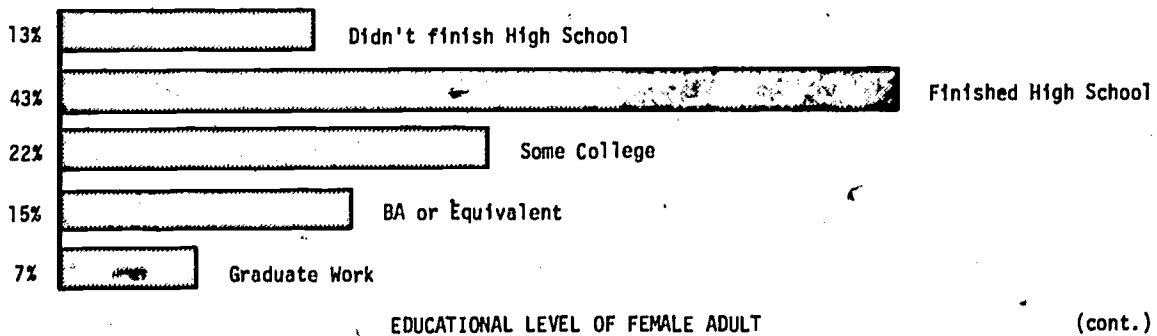 13% Didn't finish High School
43% Finished High School
22% Some College
15% BA or Equivalent
7% Graduate Work
EDUCATIONAL LEVEL OF FEMALE ADULT (cont.)